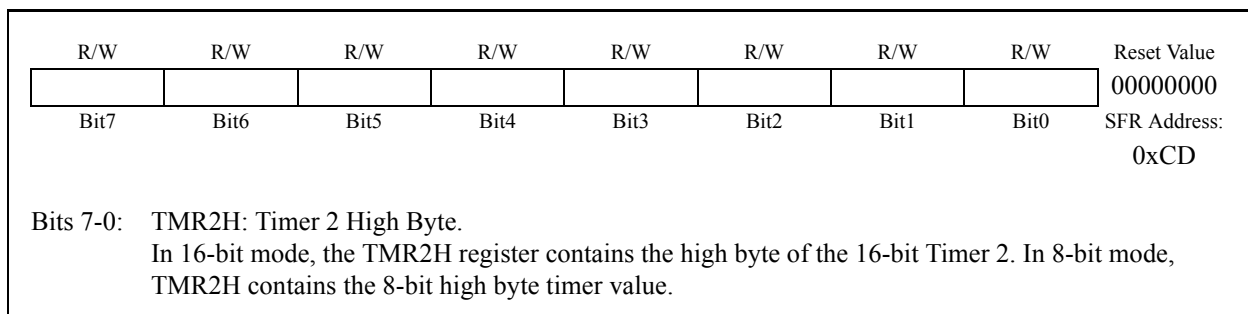 R/W R/W R/W R/W R/W R/W R/W R/W Reset Value
00000000
Bit7 Bit6 Bit5 Bit4 Bit3 Bit2 Bit1 Bit0 SFR Address:
0xCD
Bits 7-0: TMR2H: Timer 2 High Byte.
In 16-bit mode, the TMR2H register contains the high byte of the 16-bit Timer 2. In 8-bit mode,
TMR2H contains the 8-bit high byte timer value.